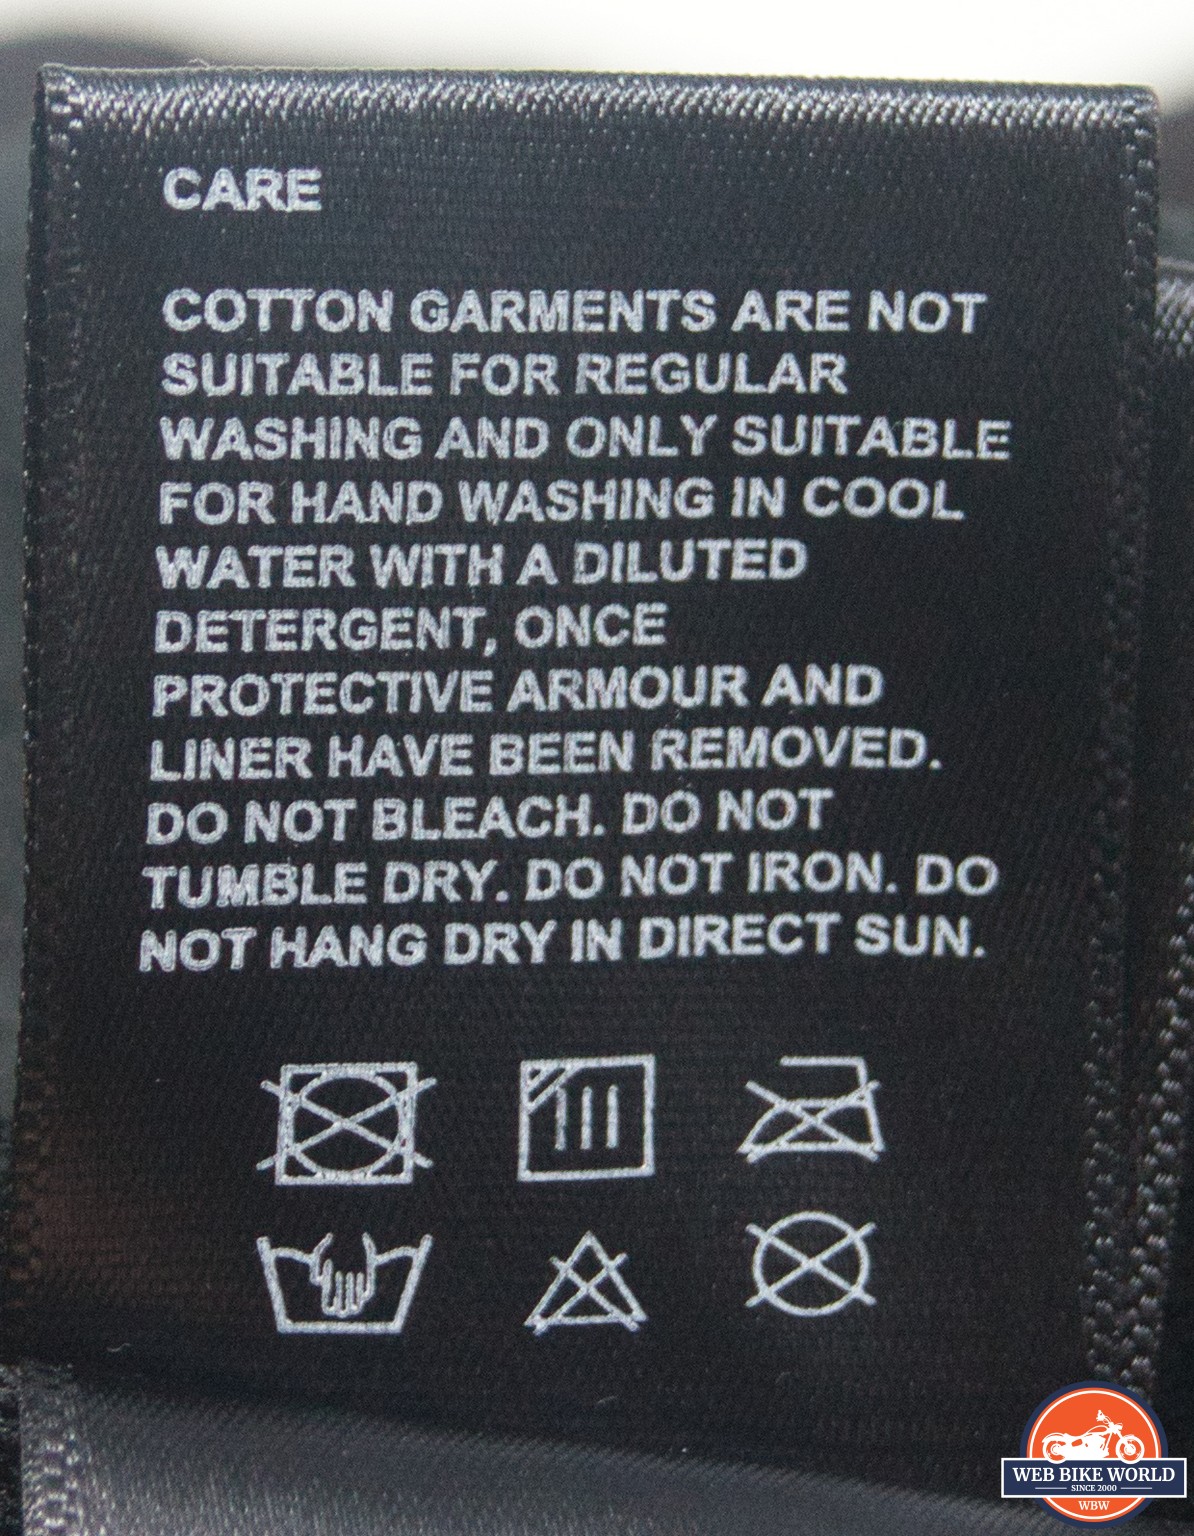 CARE
COTTON GARMENTS ARE NOT
SUITABLE FOR REGULAR
WASHING AND ONLY SUITABLE
FOR HAND WASHING IN COOL
WATER WITH A DILUTED
DETERGENT, ONCE
PROTECTIVE ARMOUR AND
LINER HAVE BEEN REMOVED.
DO NOT BLEACH. DO NOT
TUMBLE DRY. DO NOT IRON. DO
NOT HANG DRY IN DIRECT SUN.
WEB BIKE WORLD
SINCE 2000
WBW